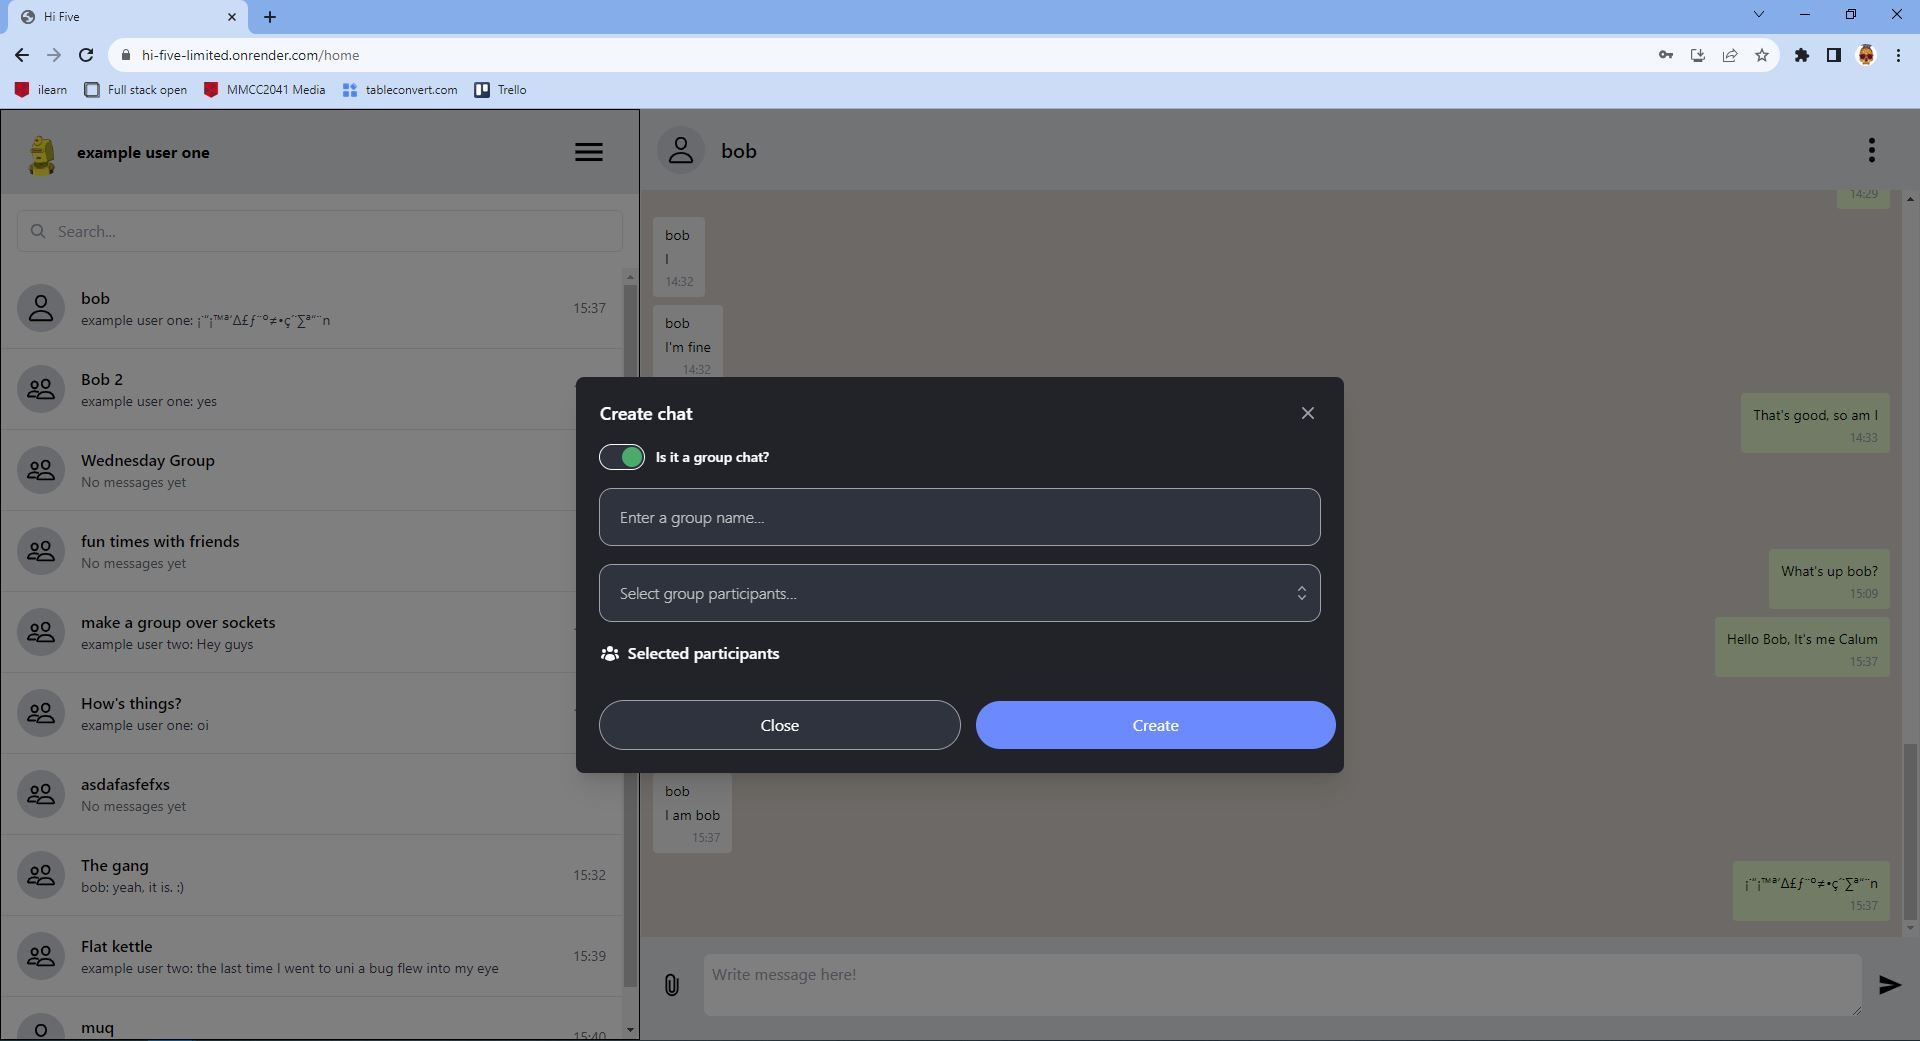 Hi Five
hi-five-limited.onrender.com/home
ilearn
Full stack open
MMCC2041 Media
tableconvert.com
Trello
example user one
Search...
bob
15:37
example user one: ¡¨"¡™ª'∆£ƒ¨º≠•ç´¨∑ª"¨n
Bob 2
example user one: yes
Wednesday Group
No messages yet
fun times with friends
No messages yet
make a group over sockets
example user two: Hey guys
How's things?
example user one: oi
asdafasfefxs
No messages yet
The gang
15:32
bob: yeah, it is. :)
Flat kettle
15:39
example user two: the last time I went to uni a bug flew into my eye
muq
15:40
bob
14:29
bob
I
14:32
bob
I'm fine
14:32
That's good, so am I
14:33
What's up bob?
15:09
Hello Bob, It's me Calum
15:37
bob
I am bob
15:37
¡¨"¡™ª'∆£ƒ¨º≠•ç´¨∑ª"¨n
15:37
Write message here!
Create chat
Is it a group chat?
Enter a group name...
Select group participants...
Selected participants
Close
Create